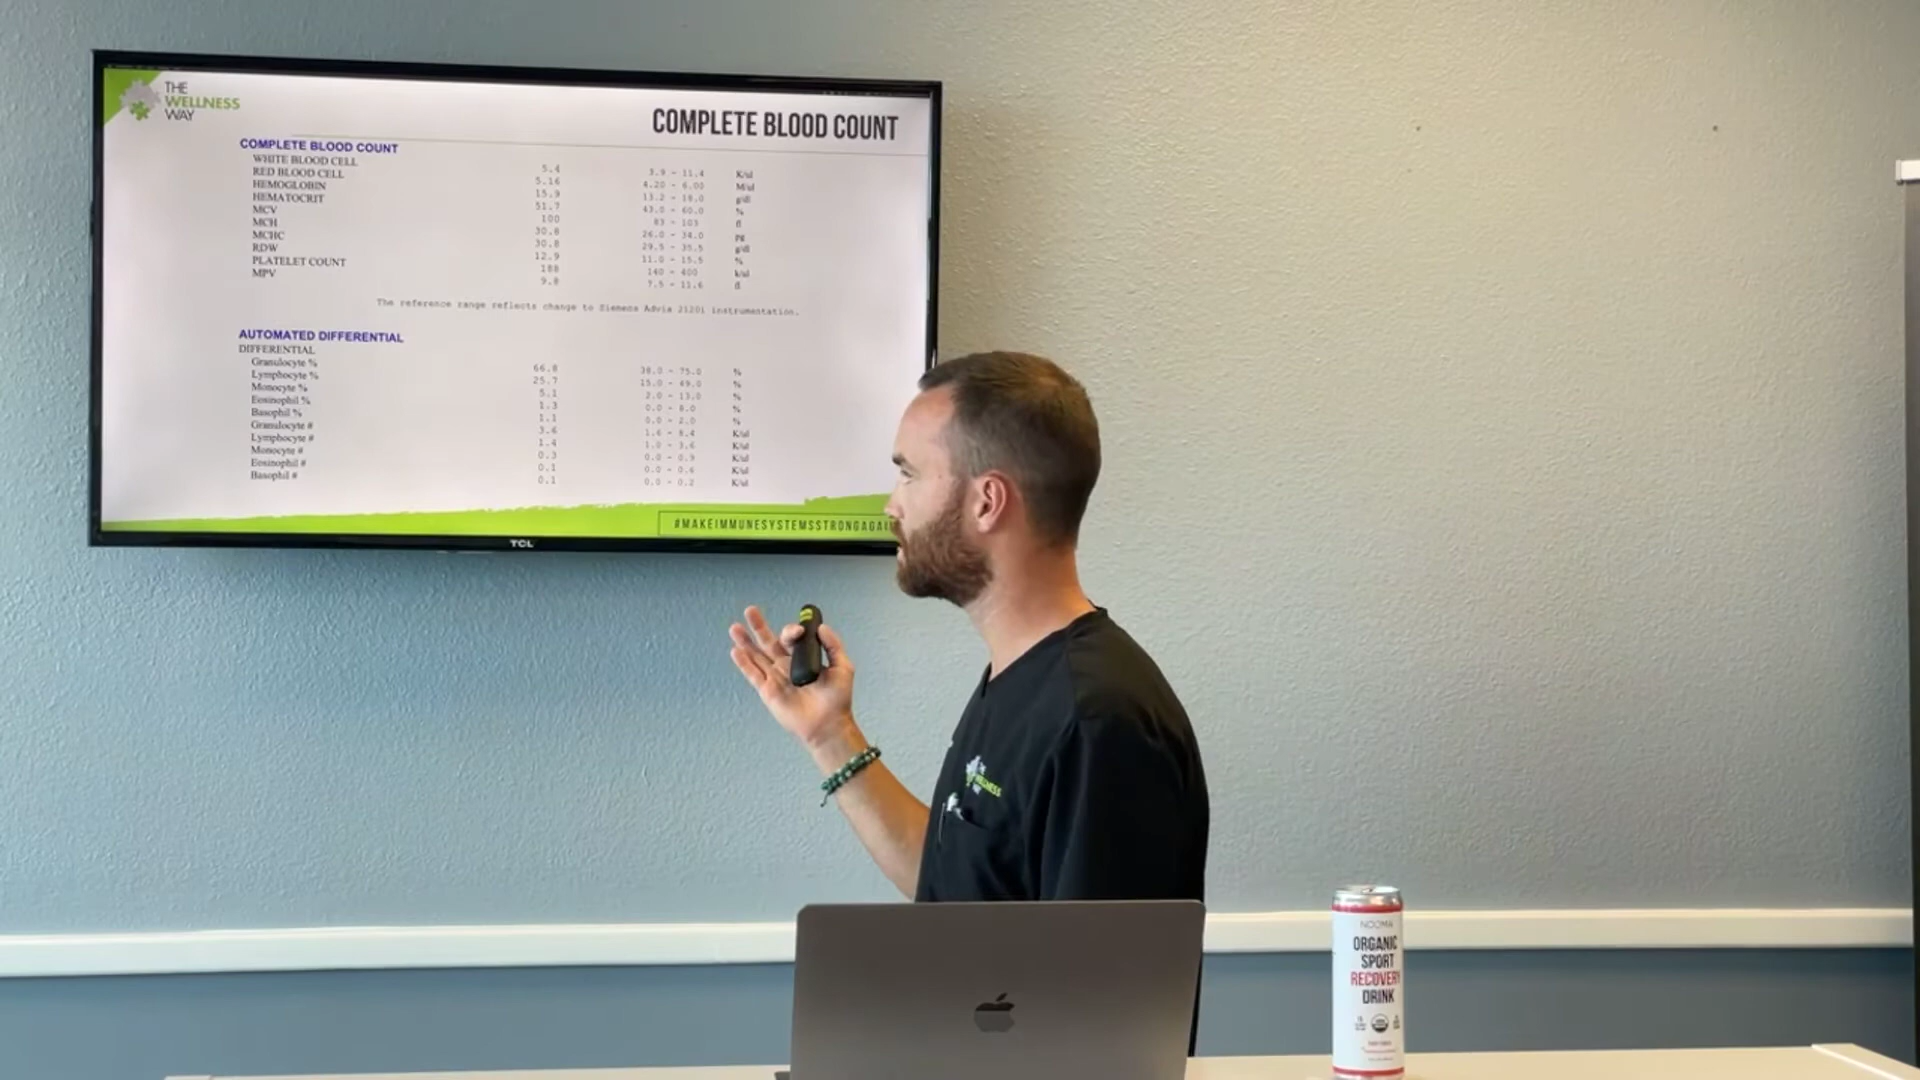 THE
WELLNESS
WAY
COMPLETE BLOOD COUNT
COMPLETE BLOOD COUNT
WHITE BLOOD CELL 5.4 3.9 - 11.4 K/ul
RED BLOOD CELL 5.16 4.20 - 6.00 M/ul
HEMOGLOBIN 15.9 13.2 - 18.0 g/dl
HEMATOCRIT 51.7 43.0 - 60.0 %
MCV 100 83 - 103 fl
MCH 30.8 26.0 - 34.0 pg
MCHC 30.8 29.5 - 35.5 g/dl
RDW 12.9 11.0 - 15.5 %
PLATELET COUNT 188 140 - 400 k/ul
MPV 9.8 7.5 - 11.6 fl
The reference range reflects change to Siemens Advia 2120i instrumentation.
AUTOMATED DIFFERENTIAL
DIFFERENTIAL
Granulocyte % 66.8 38.0 - 75.0 %
Lymphocyte % 25.7 15.0 - 49.0 %
Monocyte % 5.1 2.0 - 13.0 %
Eosinophil % 1.3 0.0 - 8.0 %
Basophil % 1.1 0.0 - 2.0 %
Granulocyte # 3.6 1.6 - 8.4 K/ul
Lymphocyte # 1.4 1.0 - 3.6 K/ul
Monocyte # 0.3 0.0 - 0.9 K/ul
Eosinophil # 0.1 0.0 - 0.6 K/ul
Basophil # 0.1 0.0 - 0.2 K/ul
#MAKEIMMUNESYSTEMSSTRONGAGAI
TCL
WELLNESS
NOOMA
ORGANIC
SPORT
RECOVERY
DRINK